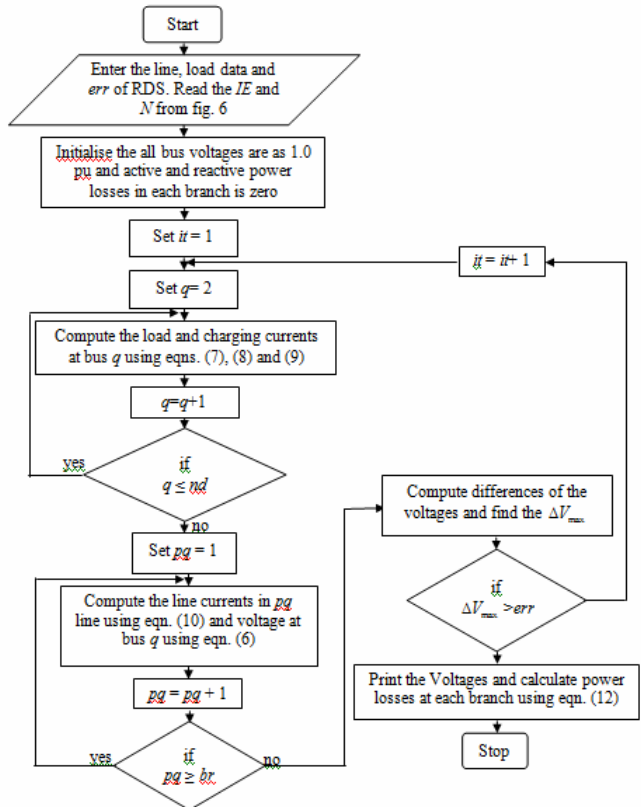 Start
Enter the line, load data and
err of RDS. Read the IE and
N from fig. 6
Initialise the all bus voltages are as 1.0
pu and active and reactive power
losses in each branch is zero
Set it = 1
it = it+ 1
Set q= 2
Compute the load and charging currents
at bus q using eqns. (7), (8) and (9)
q=q+1
yes
if
q ≤ nd
no
Set pq = 1
Compute the line currents in pq
line using eqn. (10) and voltage at
bus q using eqn. (6)
pq = pq + 1
yes
if
pq ≥ br
no
Compute differences of the
voltages and find the ΔVmax
if
ΔVmax >err
Print the Voltages and calculate power
losses at each branch using eqn. (12)
Stop